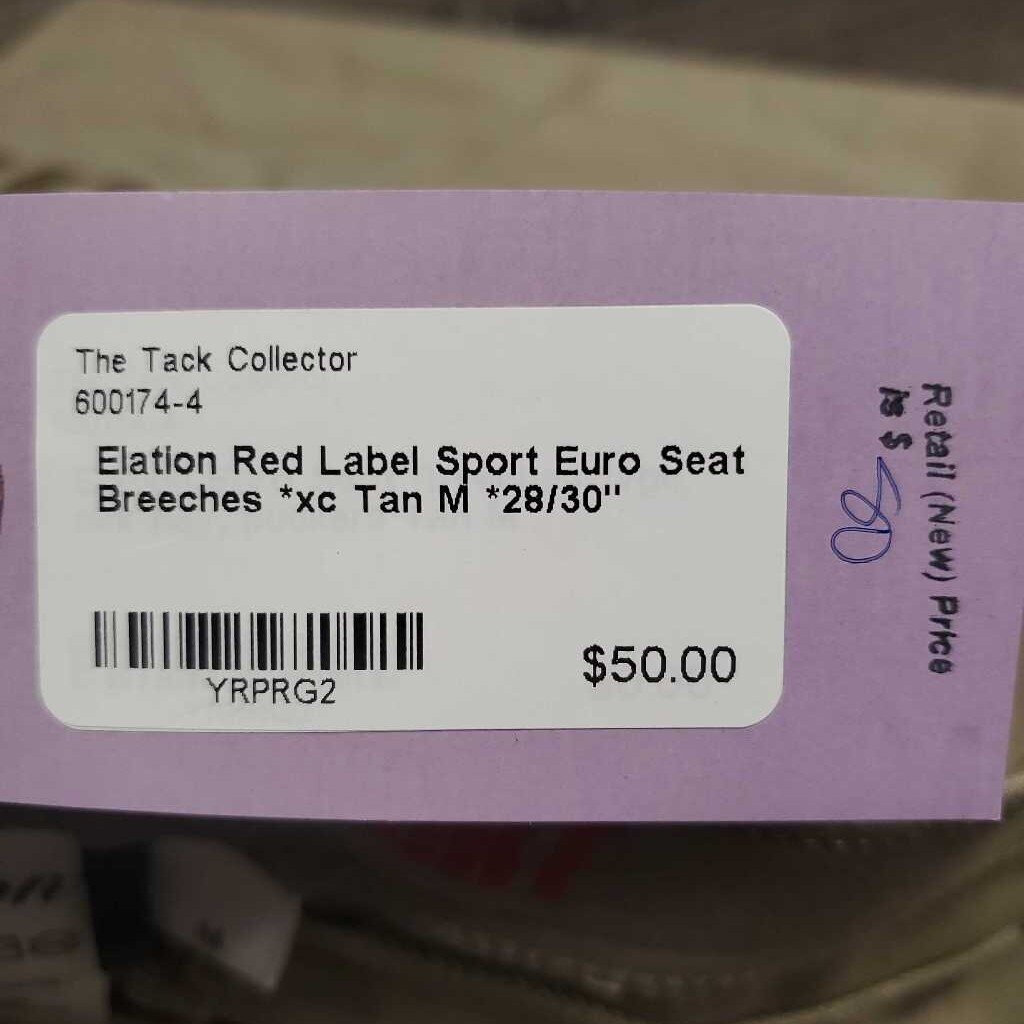 The Tack Collector
600174-4
Elation Red Label Sport Euro Seat
Breeches *xc Tan M *28/30"
YRPRG2
$50.00
Retail (New) Price
is $